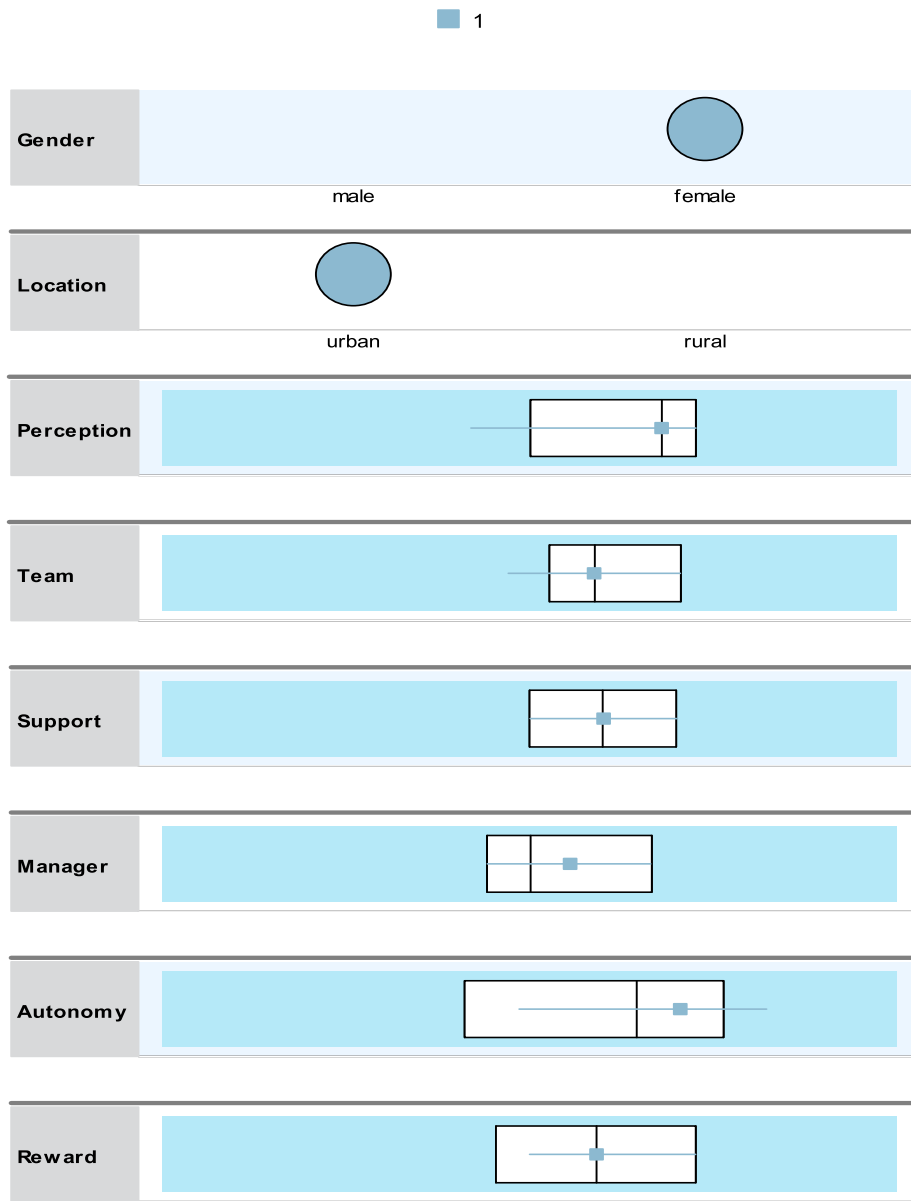 1
Gender
male female
Location
urban rural
Perception
Team
Support
Manager
Autonomy
Reward